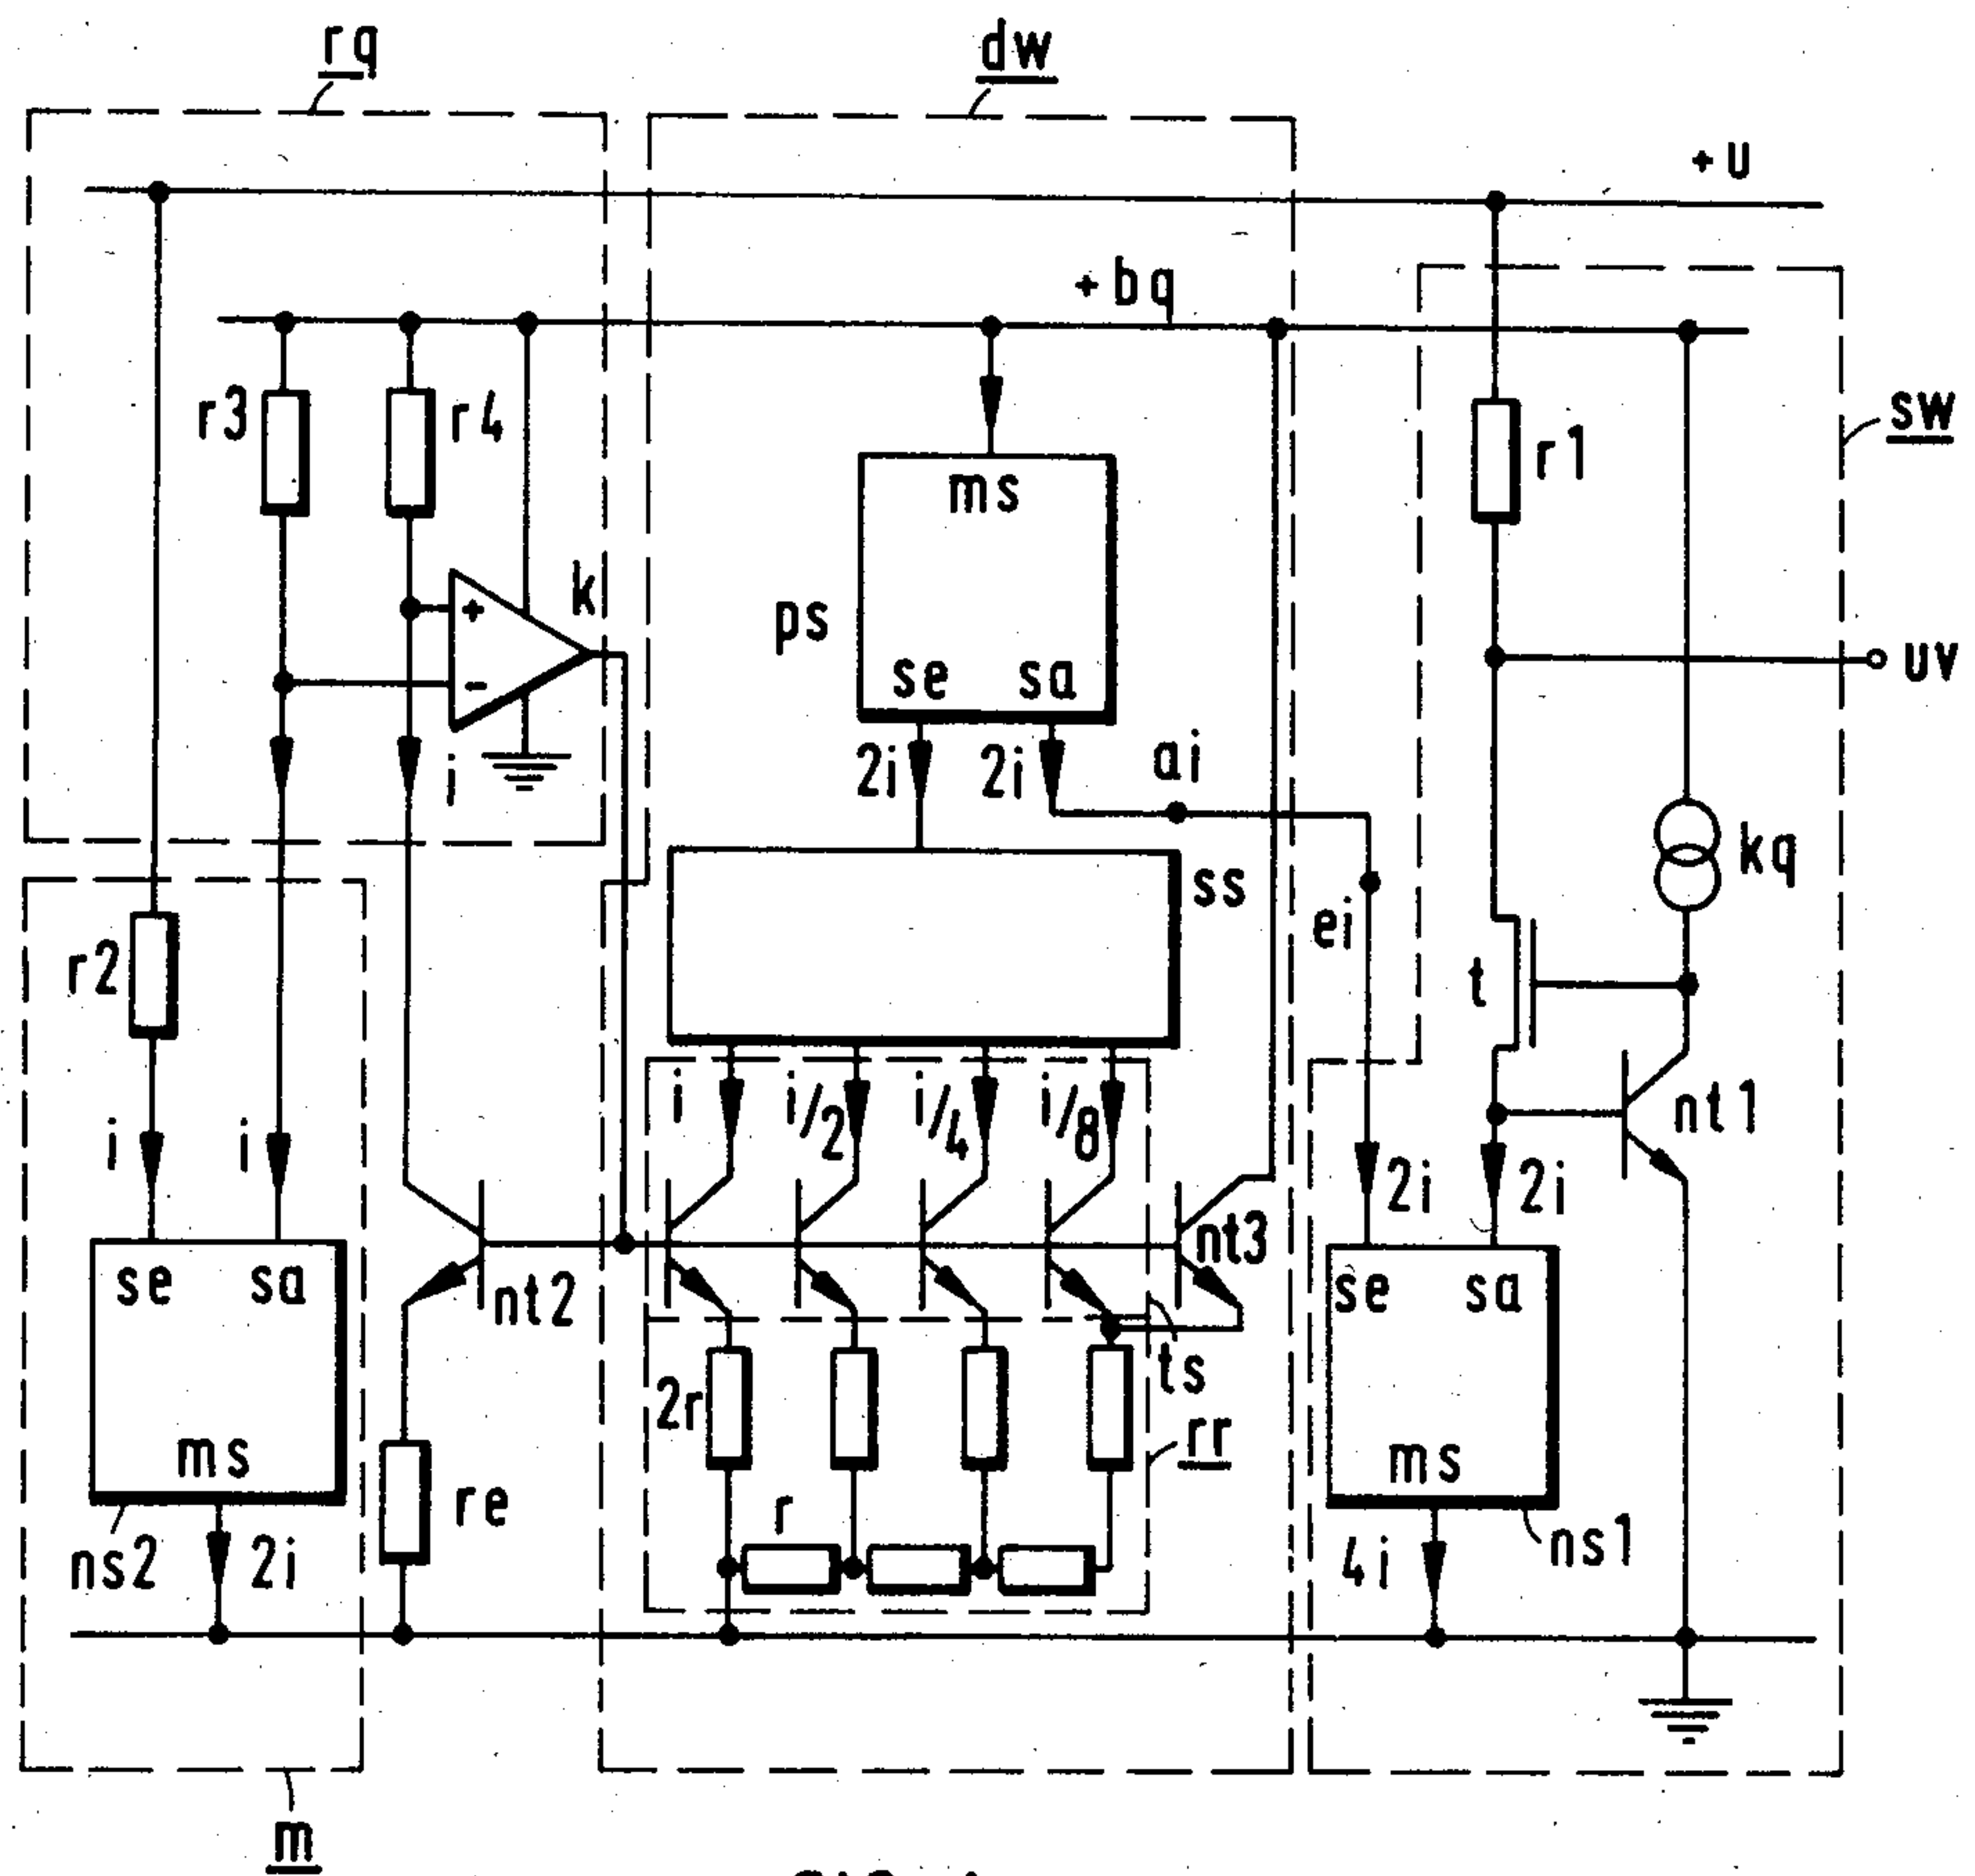 rq
dw
+U
+bq
r3
r4
r1
sw
ms
k
+
-
ps
uv
se sa
i
2i 2i
ai
kq
ss
r2
ei
t
i
i/2
i/4
i/8
nt1
i
i
2i
2i
nt3
se sa
nt2
se sa
ts
2r
rr
ms
re
r
ms
ns2
2i
4i
ns1
m